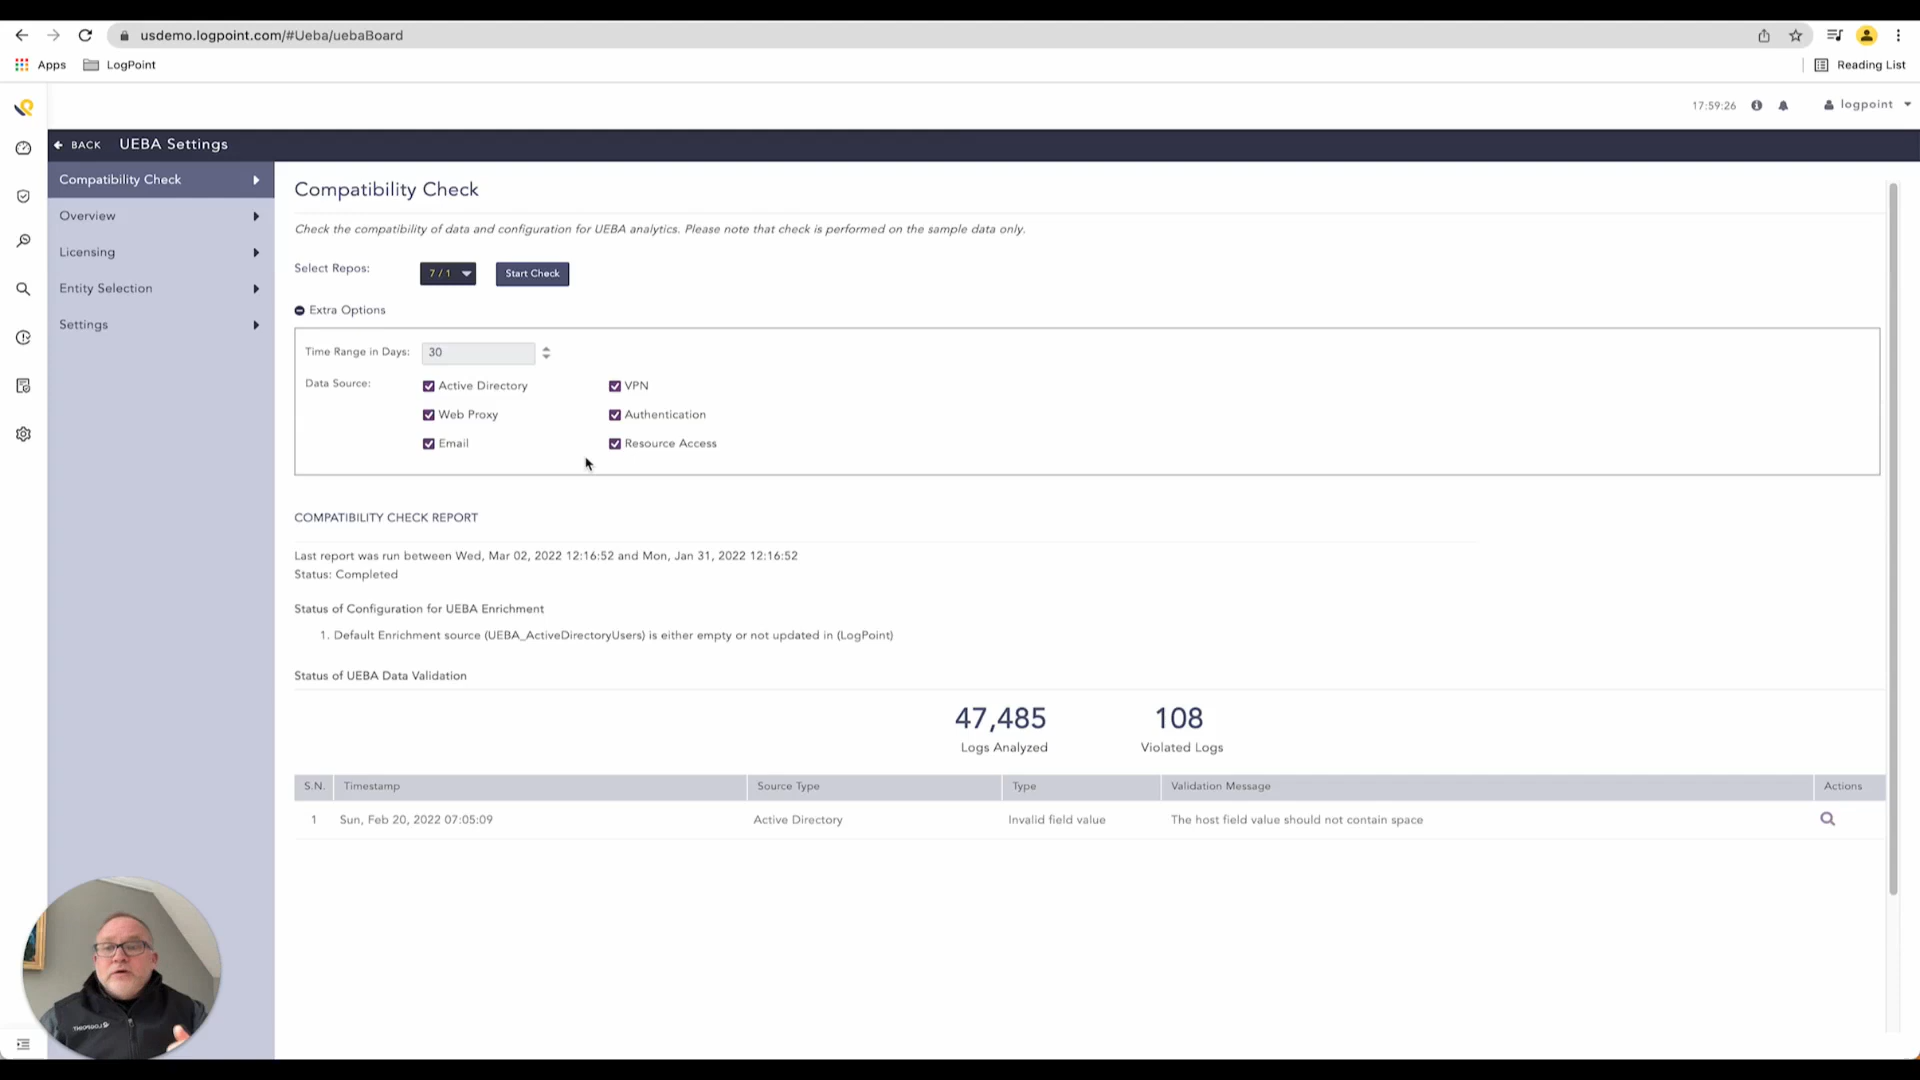 usdemo.logpoint.com/#Ueba/uebaBoard
Apps LogPoint Reading List
17:59:26 logpoint
BACK UEBA Settings
Compatibility Check
Overview
Licensing
Entity Selection
Settings
Compatibility Check
Check the compatibility of data and configuration for UEBA analytics. Please note that check is performed on the sample data only.
Select Repos: 7 / 1 Start Check
Extra Options
Time Range in Days: 30
Data Source: Active Directory VPN
Web Proxy Authentication
Email Resource Access
COMPATIBILITY CHECK REPORT
Last report was run between Wed, Mar 02, 2022 12:16:52 and Mon, Jan 31, 2022 12:16:52
Status: Completed
Status of Configuration for UEBA Enrichment
1. Default Enrichment source (UEBA_ActiveDirectoryUsers) is either empty or not updated in (LogPoint)
Status of UEBA Data Validation
47,485 108
Logs Analyzed Violated Logs
S.N. Timestamp Source Type Type Validation Message Actions
1 Sun, Feb 20, 2022 07:05:09 Active Directory Invalid field value The host field value should not contain space